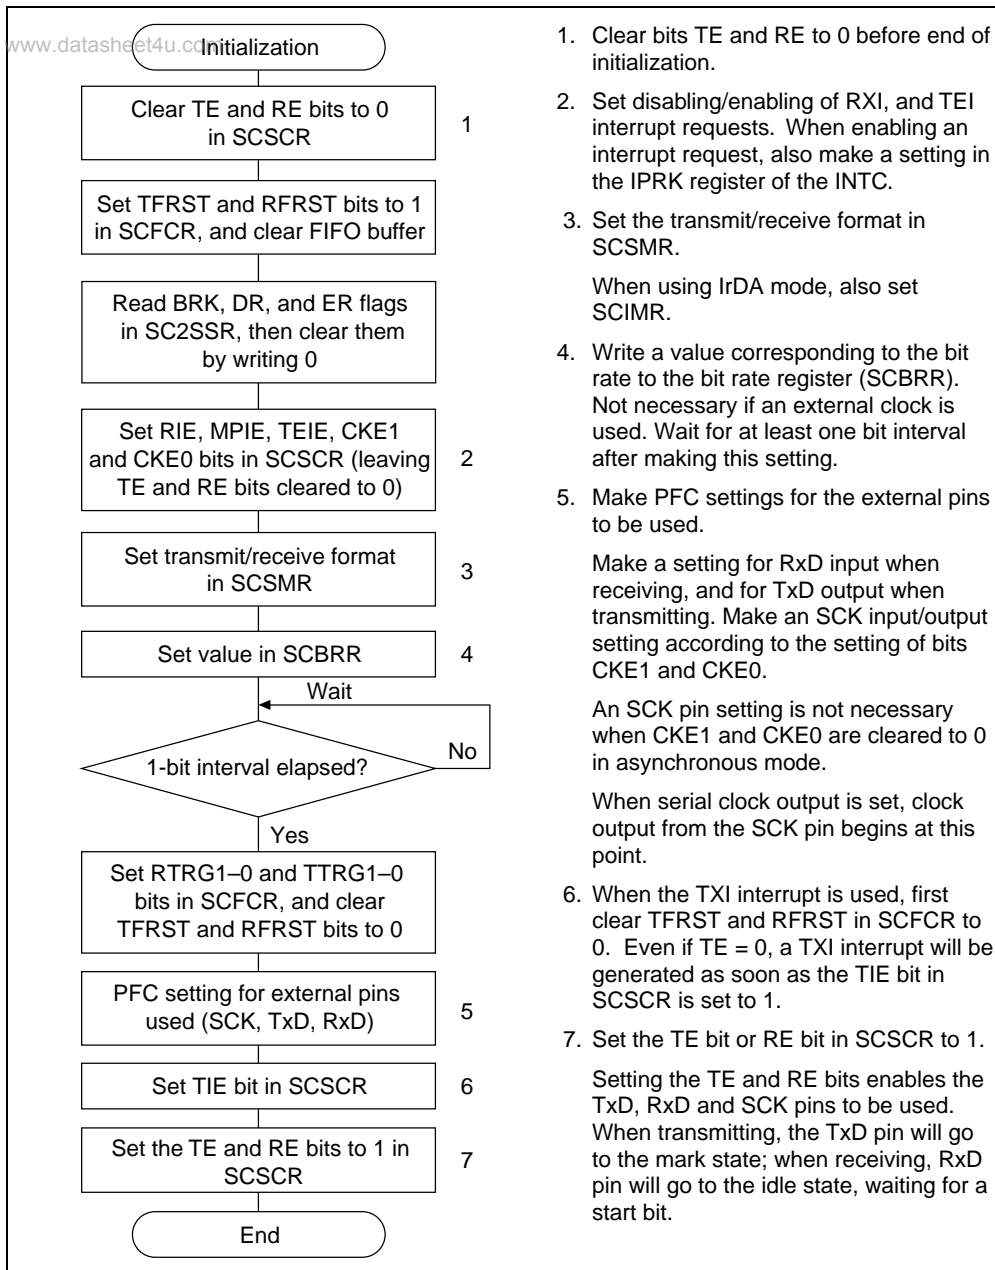 www.datasheet4u.com
Initialization
Clear TE and RE bits to 0
in SCSCR
1
Set TFRST and RFRST bits to 1
in SCFCR, and clear FIFO buffer
Read BRK, DR, and ER flags
in SC2SSR, then clear them
by writing 0
Set RIE, MPIE, TEIE, CKE1
and CKE0 bits in SCSCR (leaving
TE and RE bits cleared to 0)
2
Set transmit/receive format
in SCSMR
3
Set value in SCBRR
4
Wait
1-bit interval elapsed?
No
Yes
Set RTRG1–0 and TTRG1–0
bits in SCFCR, and clear
TFRST and RFRST bits to 0
PFC setting for external pins
used (SCK, TxD, RxD)
5
Set TIE bit in SCSCR
6
Set the TE and RE bits to 1 in
SCSCR
7
End
1. Clear bits TE and RE to 0 before end of
initialization.
2. Set disabling/enabling of RXI, and TEI
interrupt requests. When enabling an
interrupt request, also make a setting in
the IPRK register of the INTC.
3. Set the transmit/receive format in
SCSMR.
When using IrDA mode, also set
SCIMR.
4. Write a value corresponding to the bit
rate to the bit rate register (SCBRR).
Not necessary if an external clock is
used. Wait for at least one bit interval
after making this setting.
5. Make PFC settings for the external pins
to be used.
Make a setting for RxD input when
receiving, and for TxD output when
transmitting. Make an SCK input/output
setting according to the setting of bits
CKE1 and CKE0.
An SCK pin setting is not necessary
when CKE1 and CKE0 are cleared to 0
in asynchronous mode.
When serial clock output is set, clock
output from the SCK pin begins at this
point.
6. When the TXI interrupt is used, first
clear TFRST and RFRST in SCFCR to
0. Even if TE = 0, a TXI interrupt will be
generated as soon as the TIE bit in
SCSCR is set to 1.
7. Set the TE bit or RE bit in SCSCR to 1.
Setting the TE and RE bits enables the
TxD, RxD and SCK pins to be used.
When transmitting, the TxD pin will go
to the mark state; when receiving, RxD
pin will go to the idle state, waiting for a
start bit.